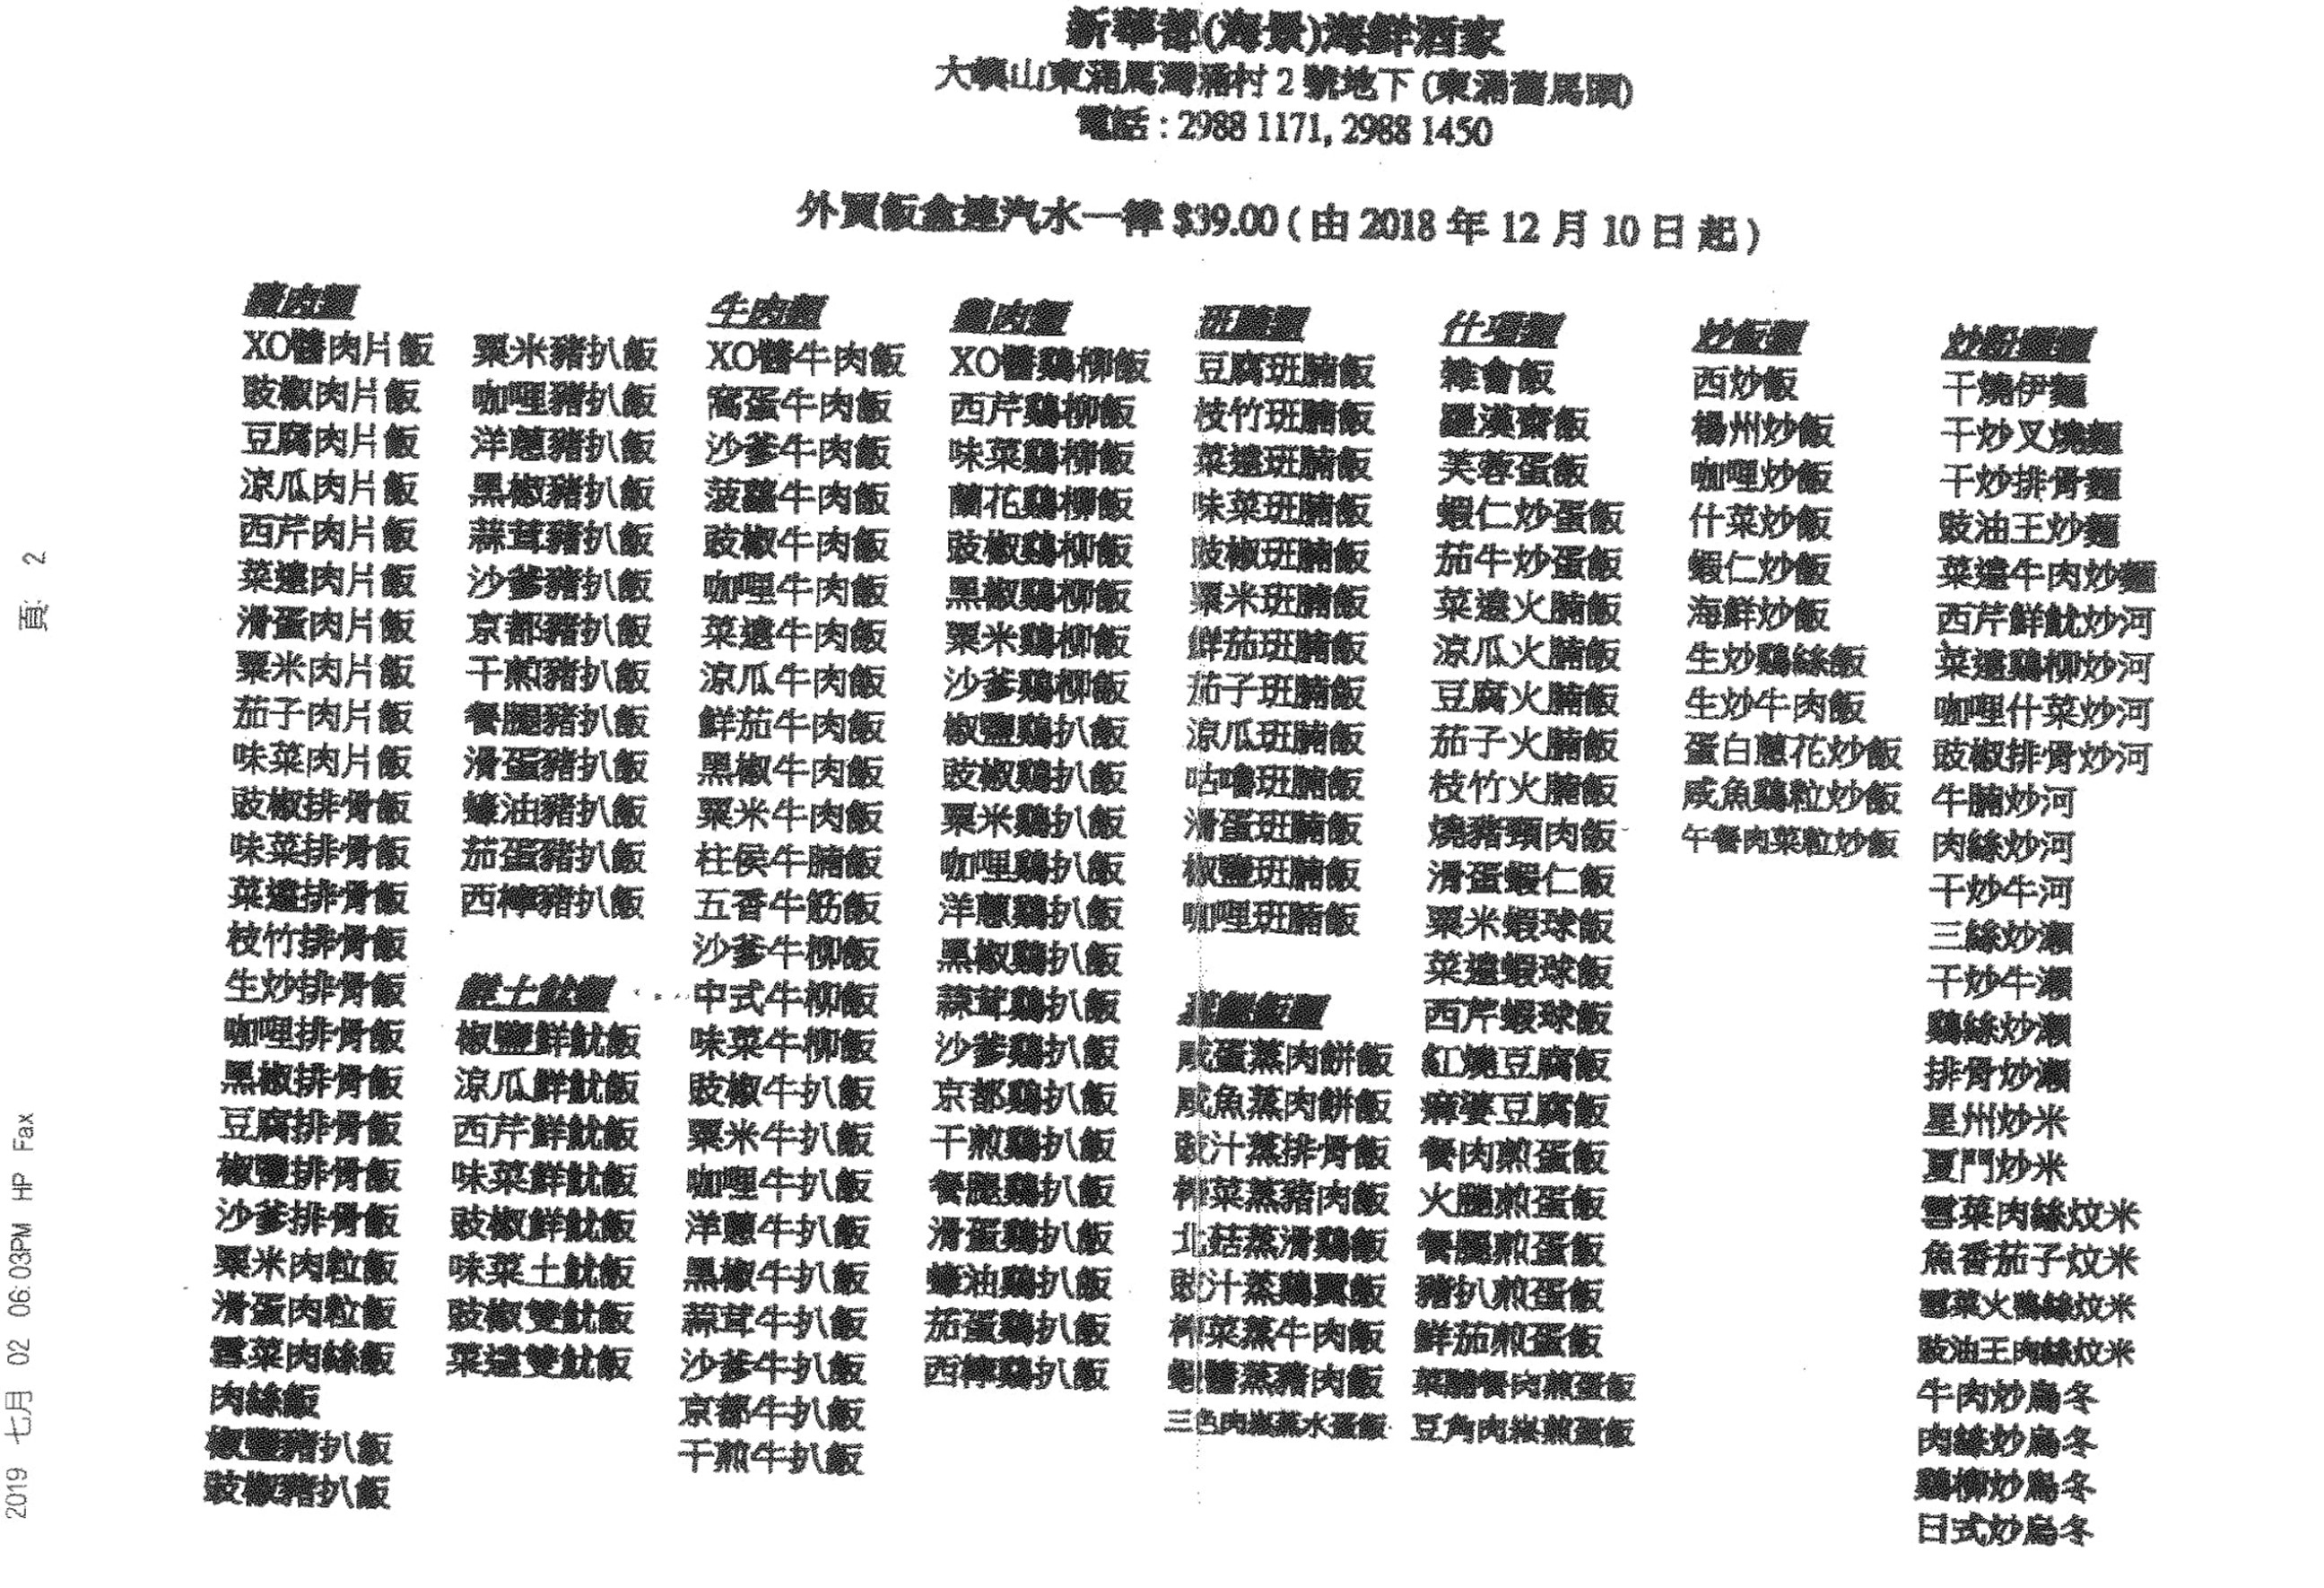 新華都(海景)海鮮酒家
大嶼山東涌馬灣涌村 2 號地下 (東涌舊馬頭)
電話 : 2988 1171, 2988 1450
外買飯盒連汽水一律 $39.00 ( 由 2018 年 12 月 10 日 起 )
豬肉類
XO醬肉片飯
豉椒肉片飯
豆腐肉片飯
涼瓜肉片飯
西芹肉片飯
菜遠肉片飯
滑蛋肉片飯
粟米肉片飯
茄子肉片飯
味菜肉片飯
豉椒排骨飯
味菜排骨飯
菜遠排骨飯
枝竹排骨飯
生炒排骨飯
咖哩排骨飯
黑椒排骨飯
豆腐排骨飯
椒鹽排骨飯
沙爹排骨飯
粟米肉粒飯
滑蛋肉粒飯
雪菜肉絲飯
肉絲飯
椒鹽豬扒飯
豉椒豬扒飯
粟米豬扒飯
咖哩豬扒飯
洋蔥豬扒飯
黑椒豬扒飯
蒜茸豬扒飯
沙爹豬扒飯
京都豬扒飯
干煎豬扒飯
餐腿豬扒飯
滑蛋豬扒飯
蠔油豬扒飯
茄蛋豬扒飯
西檸豬扒飯
鮮土魷類
椒鹽鮮魷飯
涼瓜鮮魷飯
西芹鮮魷飯
味菜鮮魷飯
豉椒鮮魷飯
味菜土魷飯
豉椒雙魷飯
菜遠雙魷飯
牛肉類
XO醬牛肉飯
窩蛋牛肉飯
沙爹牛肉飯
菠蘿牛肉飯
豉椒牛肉飯
咖哩牛肉飯
菜遠牛肉飯
涼瓜牛肉飯
鮮茄牛肉飯
黑椒牛肉飯
粟米牛肉飯
柱侯牛腩飯
五香牛筋飯
沙爹牛柳飯
中式牛柳飯
味菜牛柳飯
豉椒牛扒飯
粟米牛扒飯
咖哩牛扒飯
洋蔥牛扒飯
黑椒牛扒飯
蒜茸牛扒飯
沙爹牛扒飯
京都牛扒飯
干煎牛扒飯
鷄肉類
XO醬鷄柳飯
西芹鷄柳飯
味菜鷄柳飯
蘭花鷄柳飯
豉椒鷄柳飯
黑椒鷄柳飯
粟米鷄柳飯
沙爹鷄柳飯
椒鹽鷄扒飯
豉椒鷄扒飯
粟米鷄扒飯
咖哩鷄扒飯
洋蔥鷄扒飯
黑椒鷄扒飯
蒜茸鷄扒飯
沙爹鷄扒飯
京都鷄扒飯
干煎鷄扒飯
餐腿鷄扒飯
滑蛋鷄扒飯
蠔油鷄扒飯
茄蛋鷄扒飯
西檸鷄扒飯
班腩類
豆腐班腩飯
枝竹班腩飯
菜遠班腩飯
味菜班腩飯
豉椒班腩飯
粟米班腩飯
鮮茄班腩飯
茄子班腩飯
涼瓜班腩飯
咕嚕班腩飯
滑蛋班腩飯
椒鹽班腩飯
咖哩班腩飯
蒸餸飯類
咸蛋蒸肉餅飯
咸魚蒸肉餅飯
豉汁蒸排骨飯
榨菜蒸豬肉飯
北菇蒸滑鷄飯
豉汁蒸鷄翼飯
榨菜蒸牛肉飯
蝦醬蒸豬肉飯
三色肉崧蒸水蛋飯
什項類
雜會飯
羅漢齋飯
芙蓉蛋飯
蝦仁炒蛋飯
茄牛炒蛋飯
菜遠火腩飯
涼瓜火腩飯
豆腐火腩飯
茄子火腩飯
枝竹火腩飯
燒豬頸肉飯
滑蛋蝦仁飯
粟米蝦球飯
菜遠蝦球飯
西芹蝦球飯
紅燒豆腐飯
麻婆豆腐飯
餐肉煎蛋飯
火腿煎蛋飯
餐腿煎蛋飯
豬扒煎蛋飯
鮮茄煎蛋飯
菜脯餐肉煎蛋飯
豆角肉崧煎蛋飯
炒飯類
西炒飯
楊州炒飯
咖哩炒飯
什菜炒飯
蝦仁炒飯
海鮮炒飯
生炒鷄絲飯
生炒牛肉飯
蛋白蔥花炒飯
咸魚鷄粒炒飯
午餐肉菜粒炒飯
炒粉麵類
干燒伊麵
干炒叉燒麵
干炒排骨麵
豉油王炒麵
菜遠牛肉炒麵
西芹鮮魷炒河
菜遠鷄柳炒河
咖哩什菜炒河
豉椒排骨炒河
牛腩炒河
肉絲炒河
干炒牛河
三絲炒瀨
干炒牛瀨
鷄絲炒瀨
排骨炒瀨
星州炒米
夏門炒米
雪菜肉絲炆米
魚香茄子炆米
雪菜火鴨絲炆米
豉油王肉絲炆米
牛肉炒烏冬
肉絲炒烏冬
鷄柳炒烏冬
日式炒烏冬
頁: 2
2019 七月 02 06:03PM HP Fax